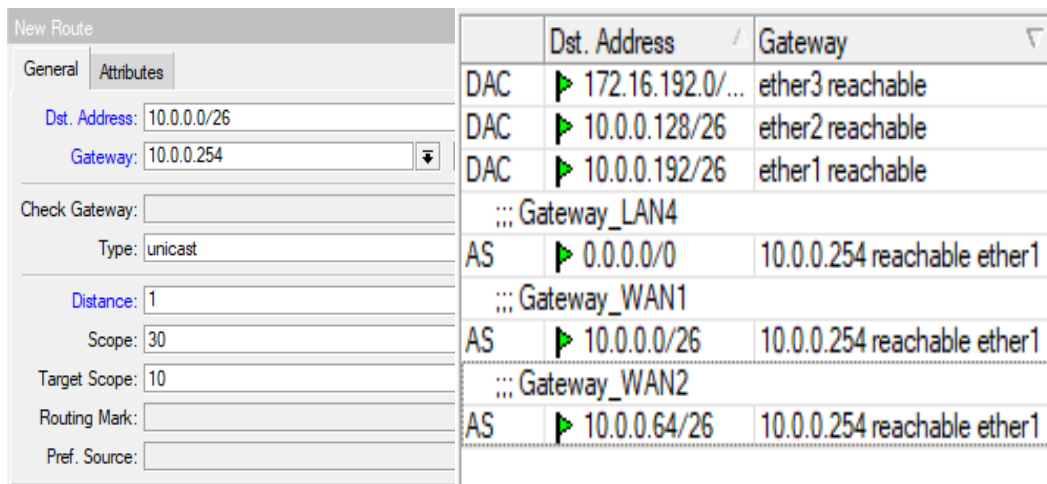 New Route
General Attributes
Dst. Address: 10.0.0.0/26
Gateway: 10.0.0.254
Check Gateway:
Type: unicast
Distance: 1
Scope: 30
Target Scope: 10
Routing Mark:
Pref. Source:
Dst. Address Gateway
DAC 172.16.192.0/... ether3 reachable
DAC 10.0.0.128/26 ether2 reachable
DAC 10.0.0.192/26 ether1 reachable
;;; Gateway_LAN4
AS 0.0.0.0/0 10.0.0.254 reachable ether1
;;; Gateway_WAN1
AS 10.0.0.0/26 10.0.0.254 reachable ether1
;;; Gateway_WAN2
AS 10.0.0.64/26 10.0.0.254 reachable ether1